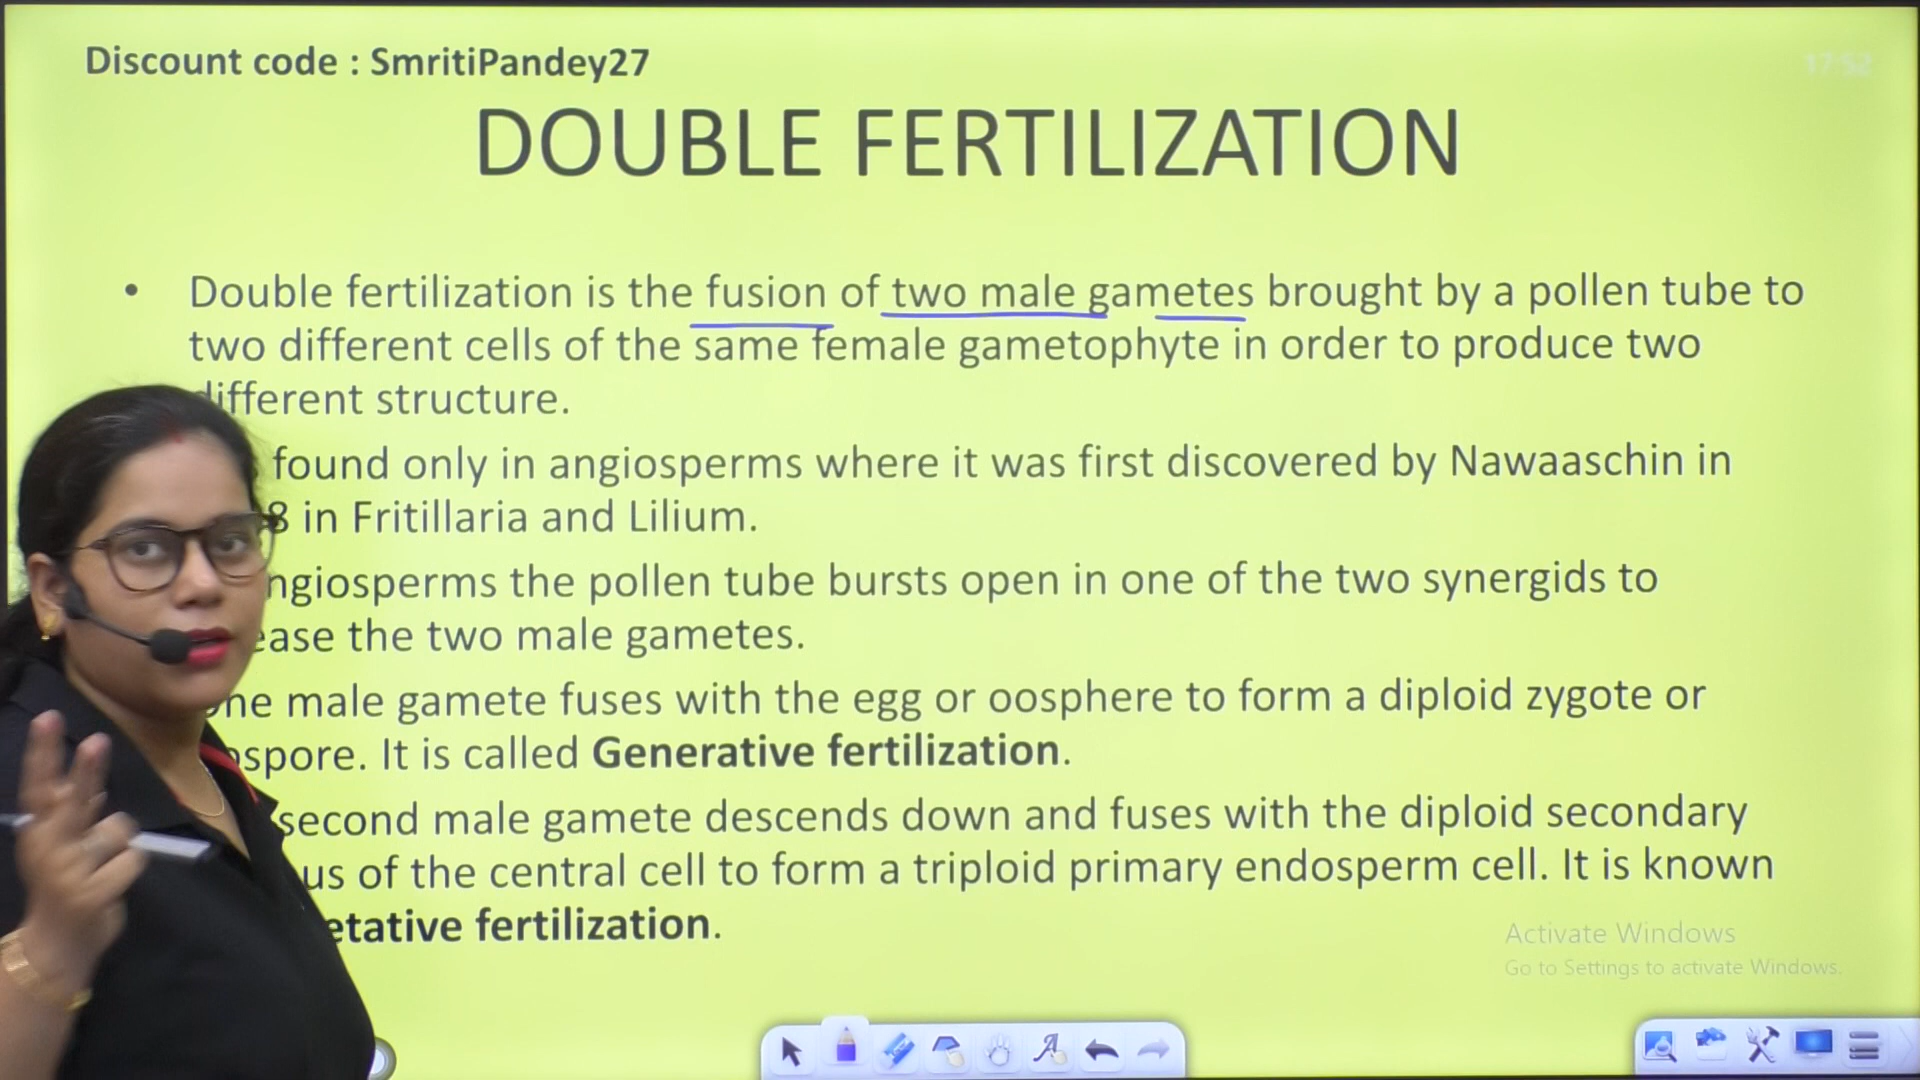 Discount code : SmritiPandey27
17:52
DOUBLE FERTILIZATION
• Double fertilization is the fusion of two male gametes brought by a pollen tube to
two different cells of the same female gametophyte in order to produce two
different structure.
found only in angiosperms where it was first discovered by Nawaaschin in
8 in Fritillaria and Lilium.
ngiosperms the pollen tube bursts open in one of the two synergids to
ease the two male gametes.
ne male gamete fuses with the egg or oosphere to form a diploid zygote or
ospore. It is called Generative fertilization.
second male gamete descends down and fuses with the diploid secondary
us of the central cell to form a triploid primary endosperm cell. It is known
etative fertilization.
Activate Windows
Go to Settings to activate Windows.